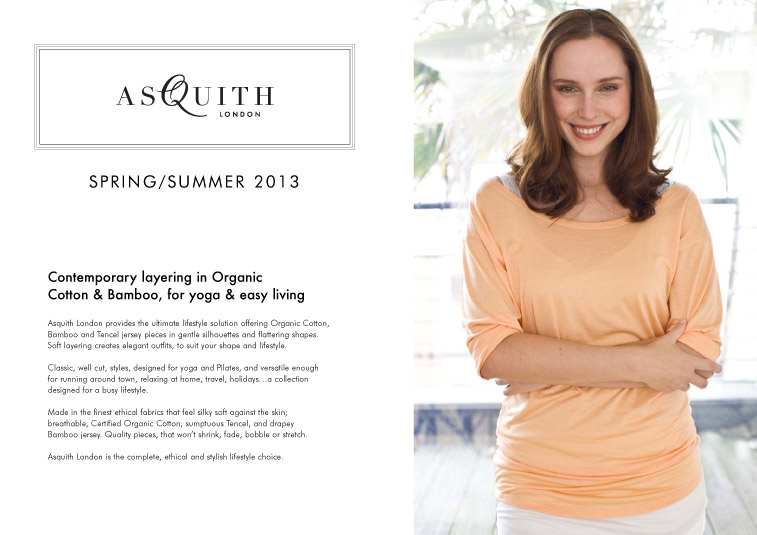 ASQUITH
LONDON
SPRING/SUMMER 2013
Contemporary layering in Organic
Cotton & Bamboo, for yoga & easy living
Asquith London provides the ultimate lifestyle solution offering Organic Cotton,
Bamboo and Tencel jersey pieces in gentle silhouettes and flattering shapes.
Soft layering creates elegant outfits, to suit your shape and lifestyle.
Classic, well cut, styles, designed for yoga and Pilates, and versatile enough
for running around town, relaxing at home, travel, holidays...a collection
designed for a busy lifestyle.
Made in the finest ethical fabrics that feel silky soft against the skin;
breathable, Certified Organic Cotton, sumptuous Tencel, and drapey
Bamboo jersey. Quality pieces, that won't shrink, fade, bobble or stretch.
Asquith London is the complete, ethical and stylish lifestyle choice.